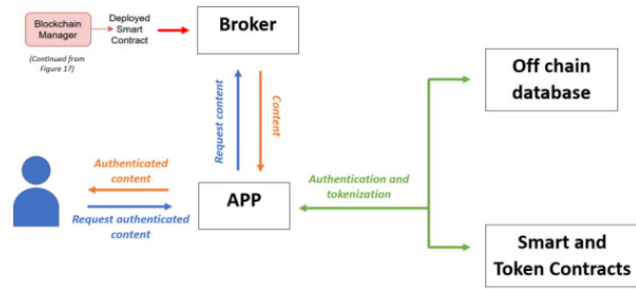 Blockchain
Manager
Deployed
Smart
Contract
(Continued from
Figure 17)
Broker
Off chain
database
Request content
Content
Authenticated
content
Request authenticated
content
APP
Authentication and
tokenization
Smart and
Token Contracts